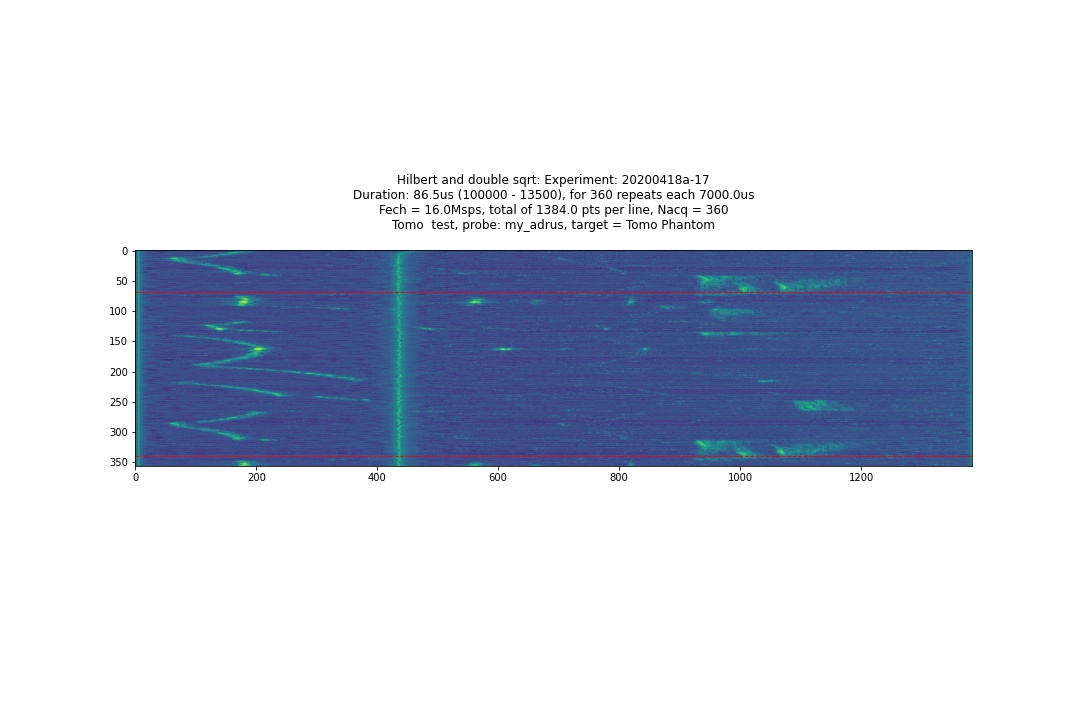 Hilbert and double sqrt: Experiment: 20200418a-17
Duration: 86.5us (100000 - 13500), for 360 repeats each 7000.0us
Fech = 16.0Msps, total of 1384.0 pts per line, Nacq = 360
Tomo  test, probe: my_adrus, target = Tomo Phantom
0
50
100
150
200
250
300
350
0 200 400 600 800 1000 1200